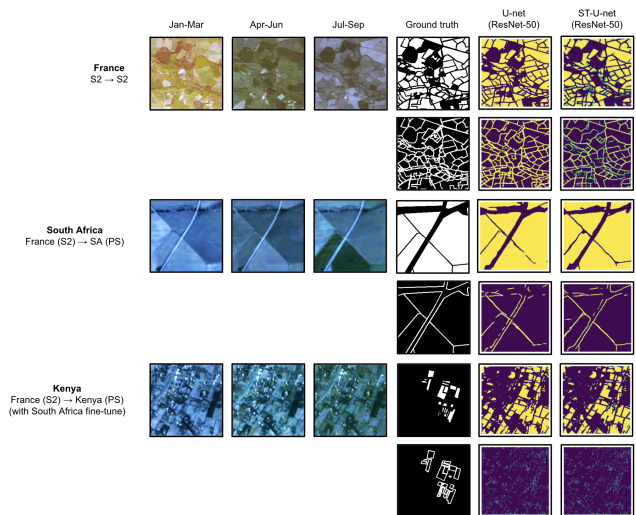 Jan-Mar
Apr-Jun
Jul-Sep
Ground truth
U-net
(ResNet-50)
ST-U-net
(ResNet-50)
France
S2 → S2
South Africa
France (S2) → SA (PS)
Kenya
France (S2) → Kenya (PS)
(with South Africa fine-tune)